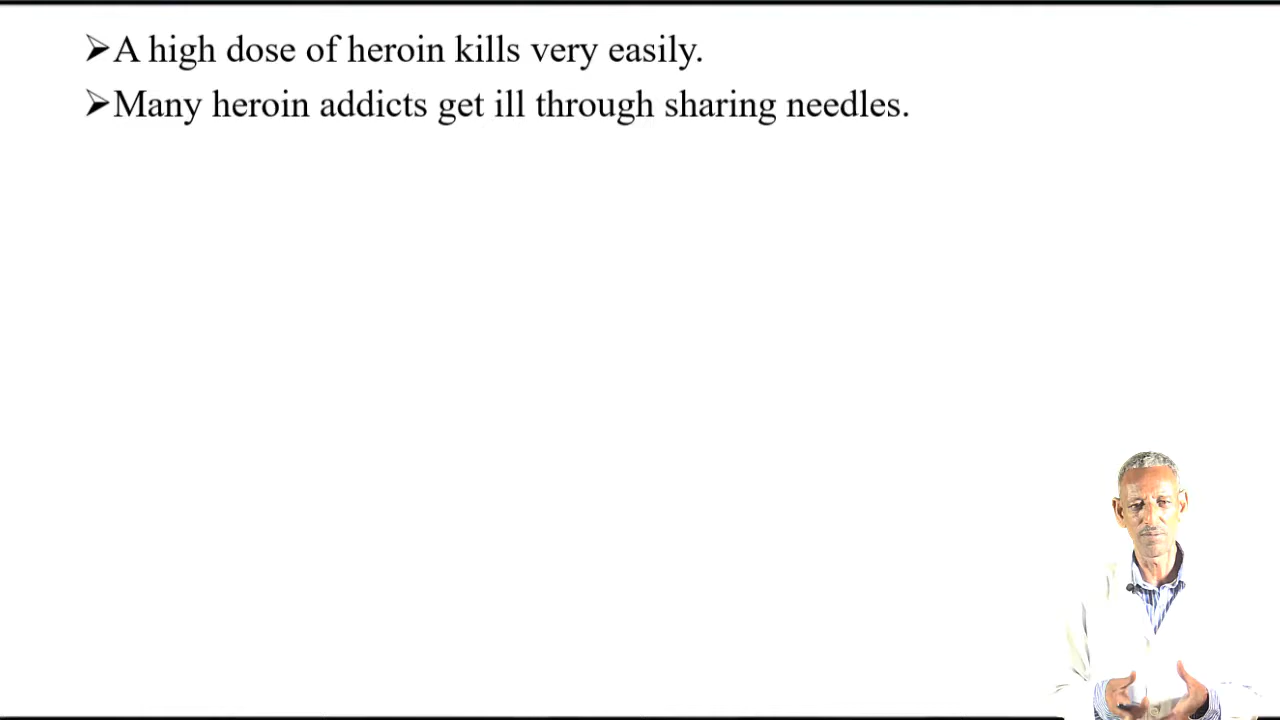 ➢A high dose of heroin kills very easily.
➢Many heroin addicts get ill through sharing needles.